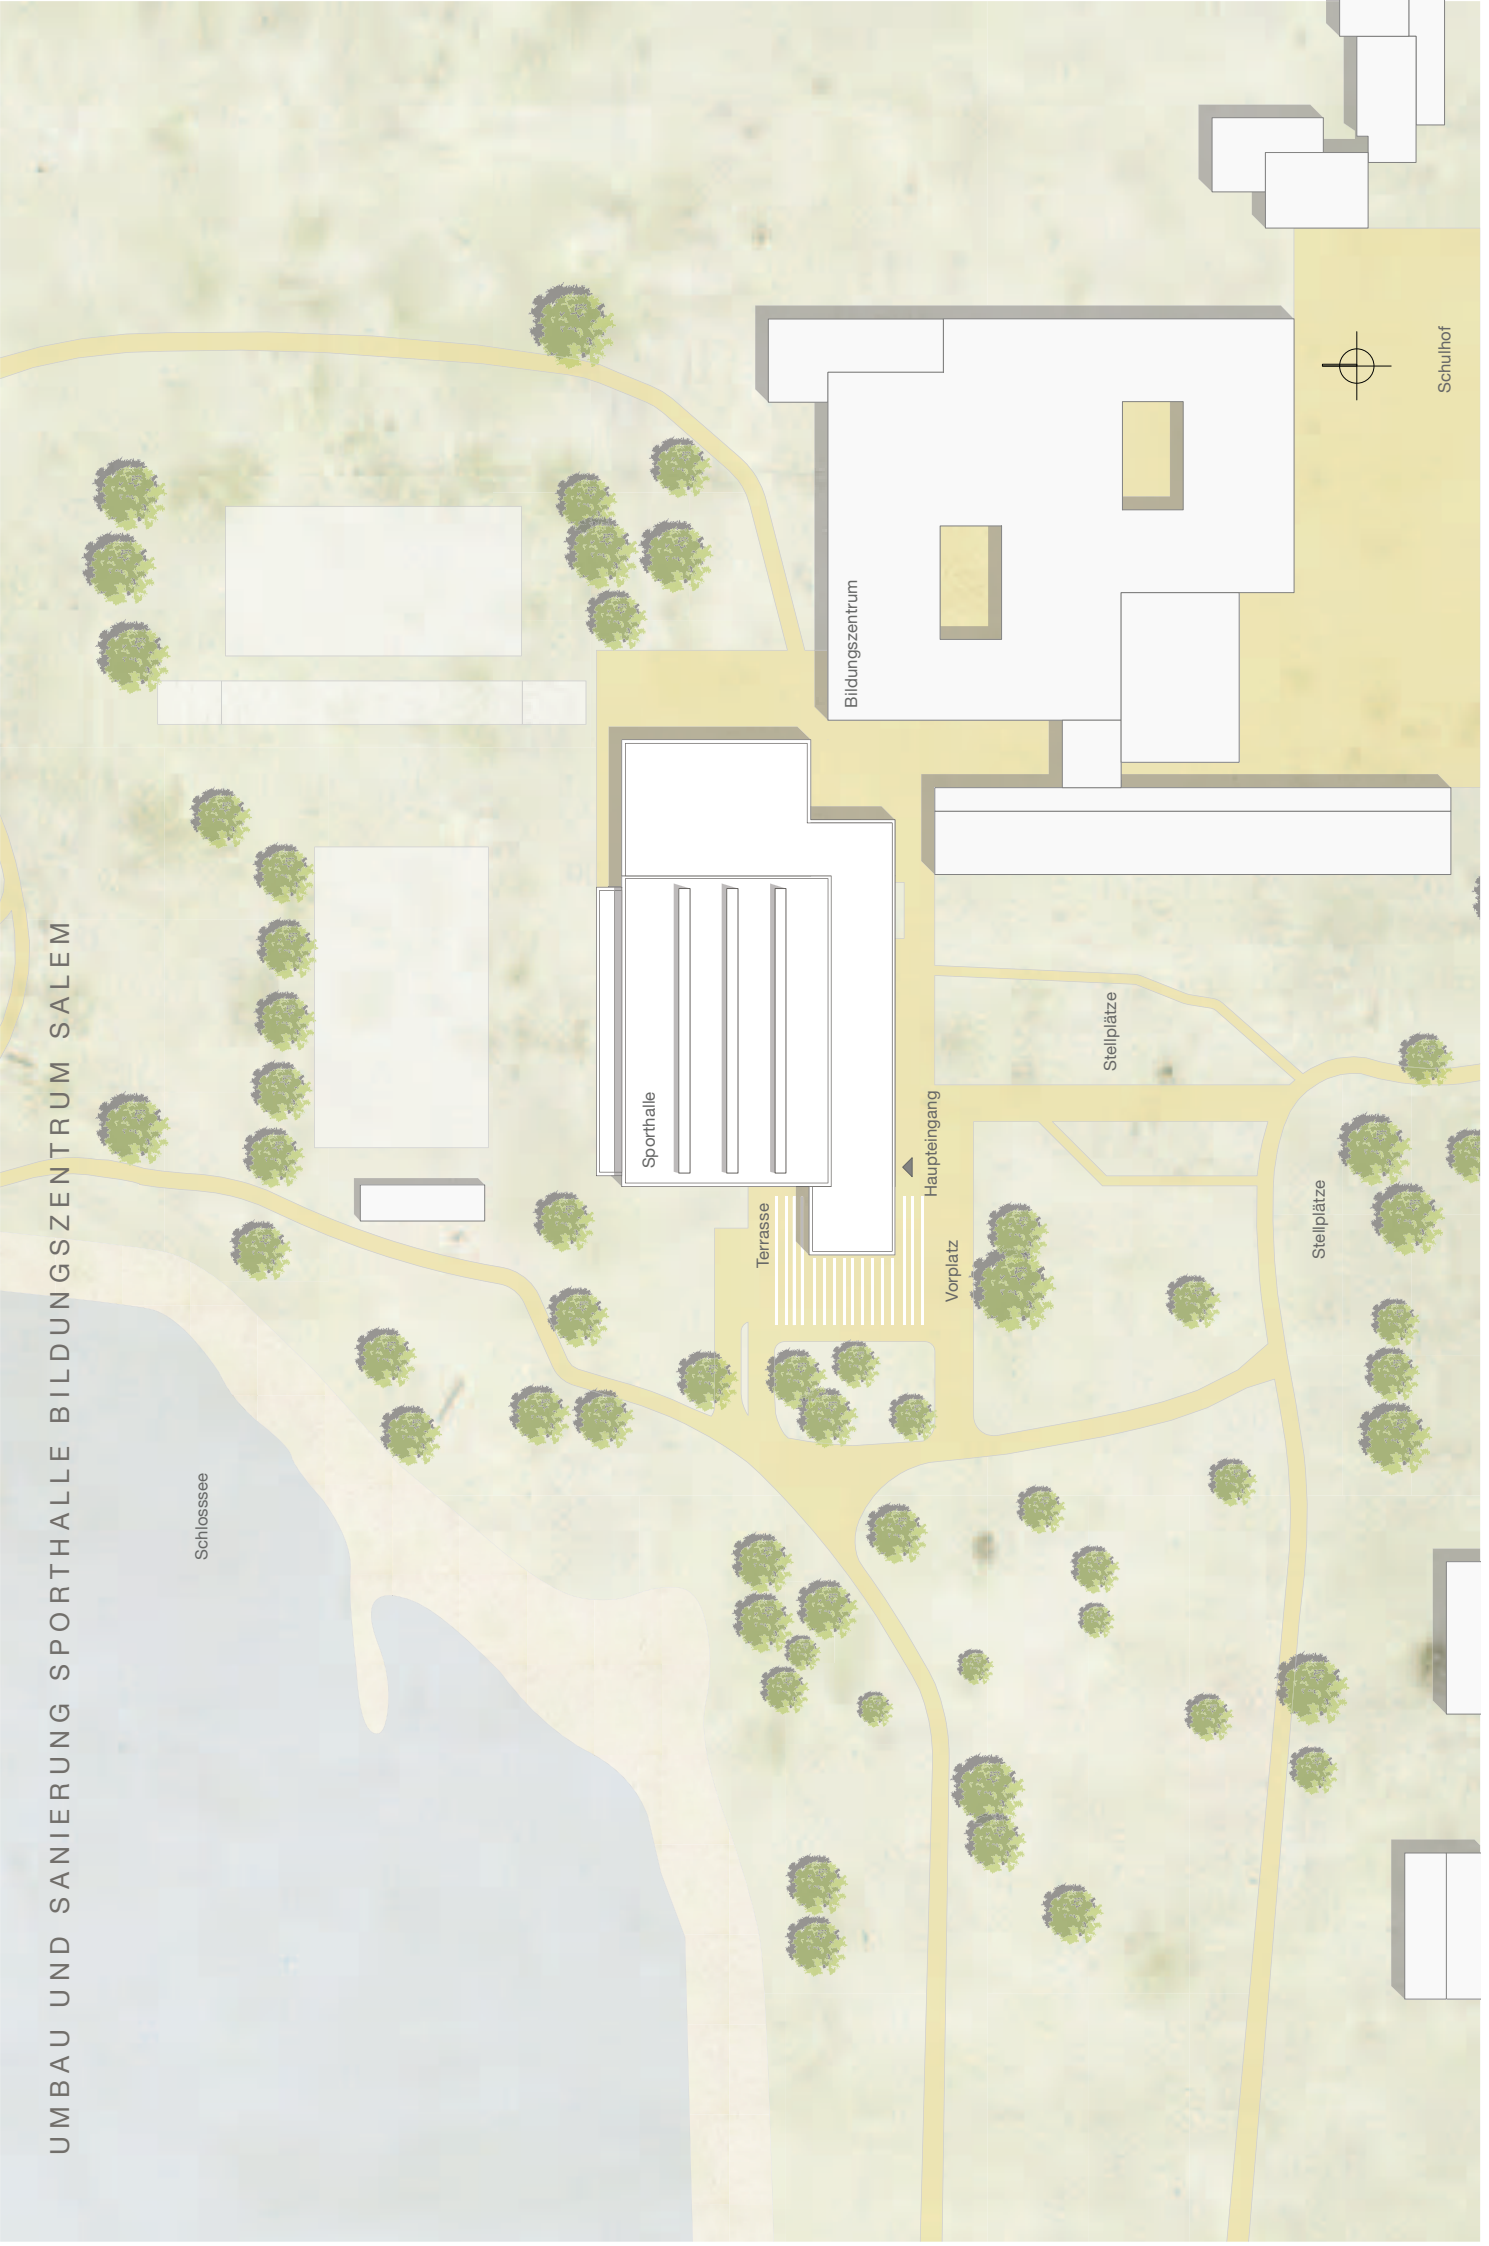 UMBAU UND SANIERUNG SPORTHALLE BILDUNGSZENTRUM SALEM
Schlosssee
Sporthalle
Terrasse
Bildungszentrum
Haupteingang
Vorplatz
Stellplätze
Stellplätze
Schulhof